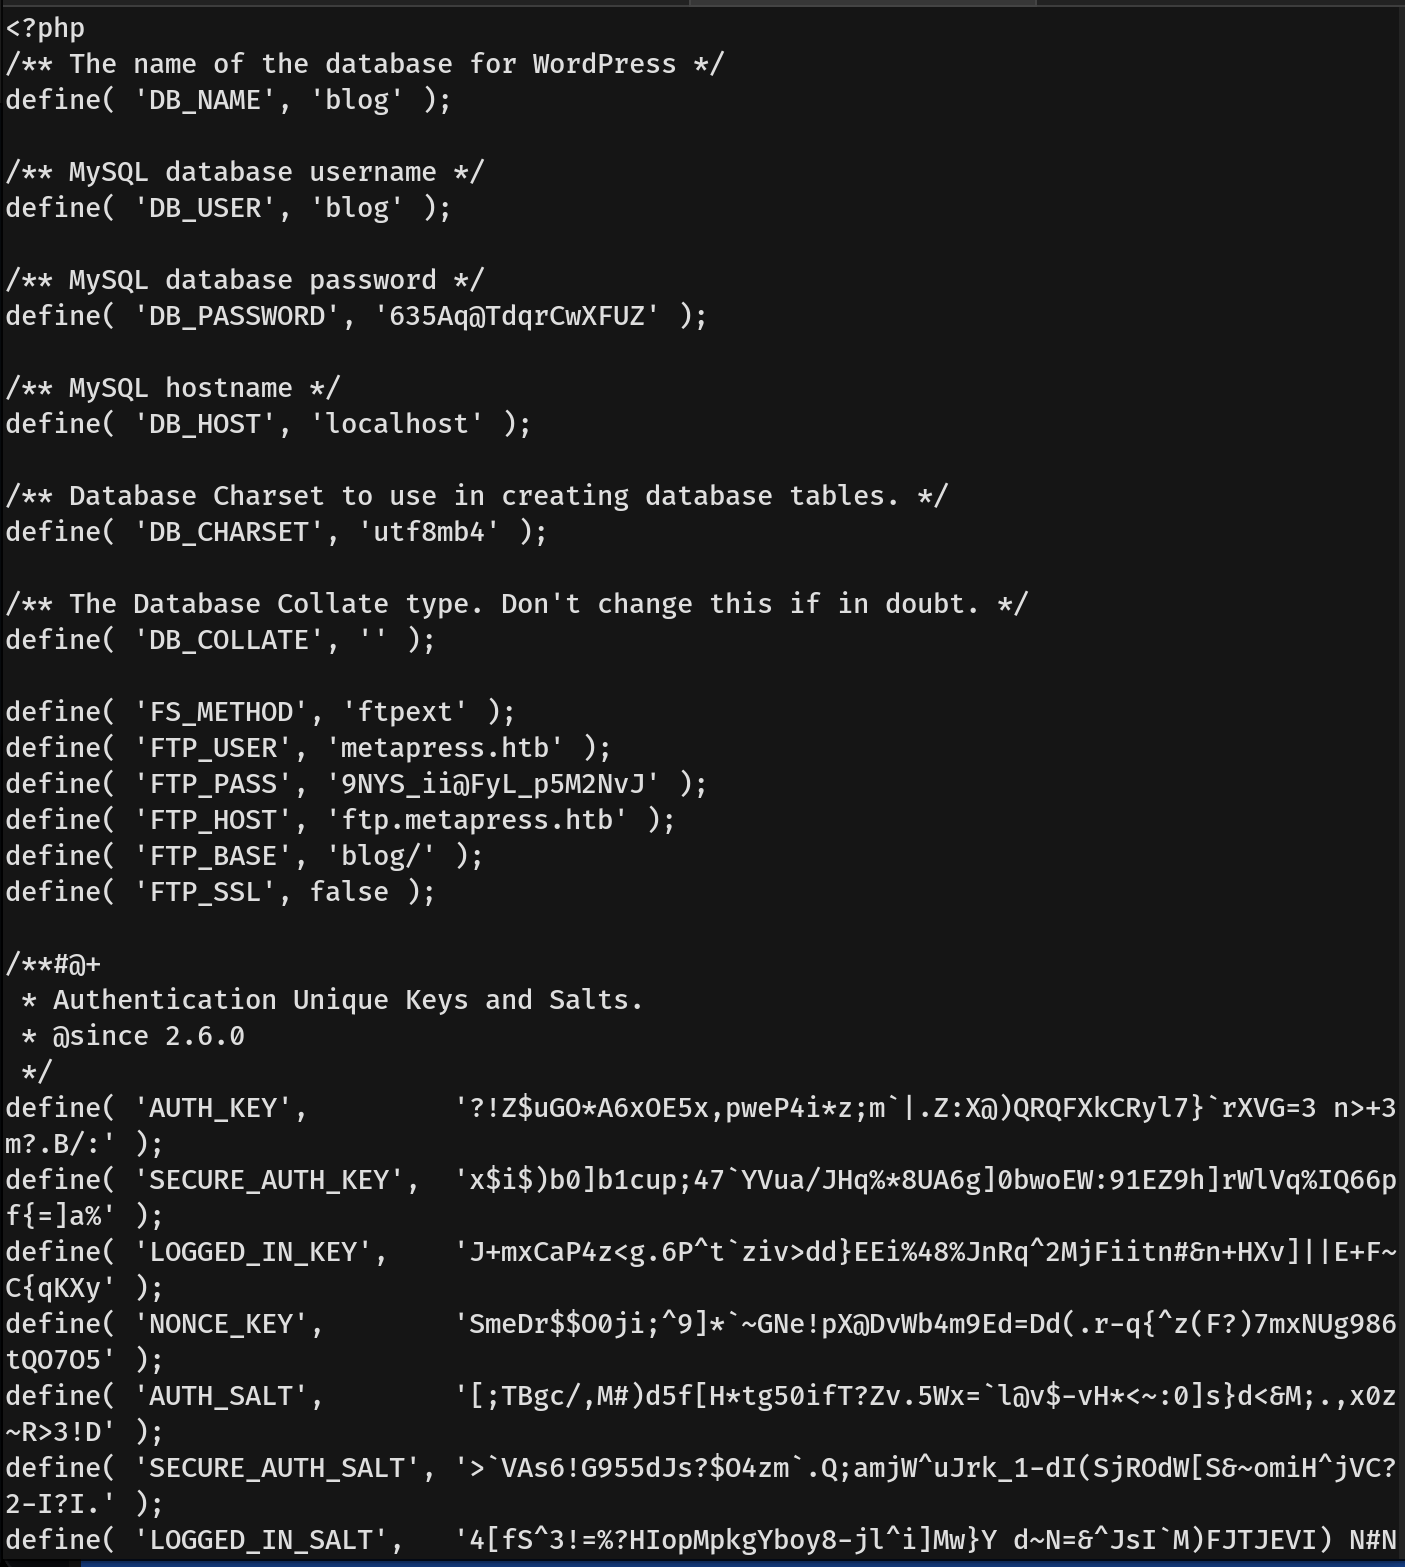 <?php
/** The name of the database for WordPress */
define( 'DB_NAME', 'blog' );
/** MySQL database username */
define( 'DB_USER', 'blog' );
/** MySQL database password */
define( 'DB_PASSWORD', '635Aq@TdqrCwXFUZ' );
/** MySQL hostname */
define( 'DB_HOST', 'localhost' );
/** Database Charset to use in creating database tables. */
define( 'DB_CHARSET', 'utf8mb4' );
/** The Database Collate type. Don't change this if in doubt. */
define( 'DB_COLLATE', '' );
define( 'FS_METHOD', 'ftpext' );
define( 'FTP_USER', 'metapress.htb' );
define( 'FTP_PASS', '9NYS_ii@FyL_p5M2NvJ' );
define( 'FTP_HOST', 'ftp.metapress.htb' );
define( 'FTP_BASE', 'blog/' );
define( 'FTP_SSL', false );
/**#@+
 * Authentication Unique Keys and Salts.
 * @since 2.6.0
 */
define( 'AUTH_KEY',         '?!Z$uGO*A6xOE5x,pweP4i*z;m`|.Z:X@)QRQFXkCRyl7}`rXVG=3 n>+3
m?.B/:' );
define( 'SECURE_AUTH_KEY',  'x$i$)b0]b1cup;47`YVua/JHq%*8UA6g]0bwoEW:91EZ9h]rWlVq%IQ66p
f{=]a%' );
define( 'LOGGED_IN_KEY',    'J+mxCaP4z<g.6P^t`ziv>dd}EEi%48%JnRq^2MjFiitn#&n+HXv]||E+F~
C{qKXy' );
define( 'NONCE_KEY',        'SmeDr$$O0ji;^9]*`~GNe!pX@DvWb4m9Ed=Dd(.r-q{^z(F?)7mxNUg986
tQO7O5' );
define( 'AUTH_SALT',        '[;TBgc/,M#)d5f[H*tg50ifT?Zv.5Wx=`l@v$-vH*<~:0]s}d<&M;.,x0z
~R>3!D' );
define( 'SECURE_AUTH_SALT', '>`VAs6!G955dJs?$O4zm`.Q;amjW^uJrk_1-dI(SjROdW[S&~omiH^jVC?
2-I?I.' );
define( 'LOGGED_IN_SALT',   '4[fS^3!=%?HIopMpkgYboy8-jl^i]Mw}Y d~N=&^JsI`M)FJTJEVI) N#N